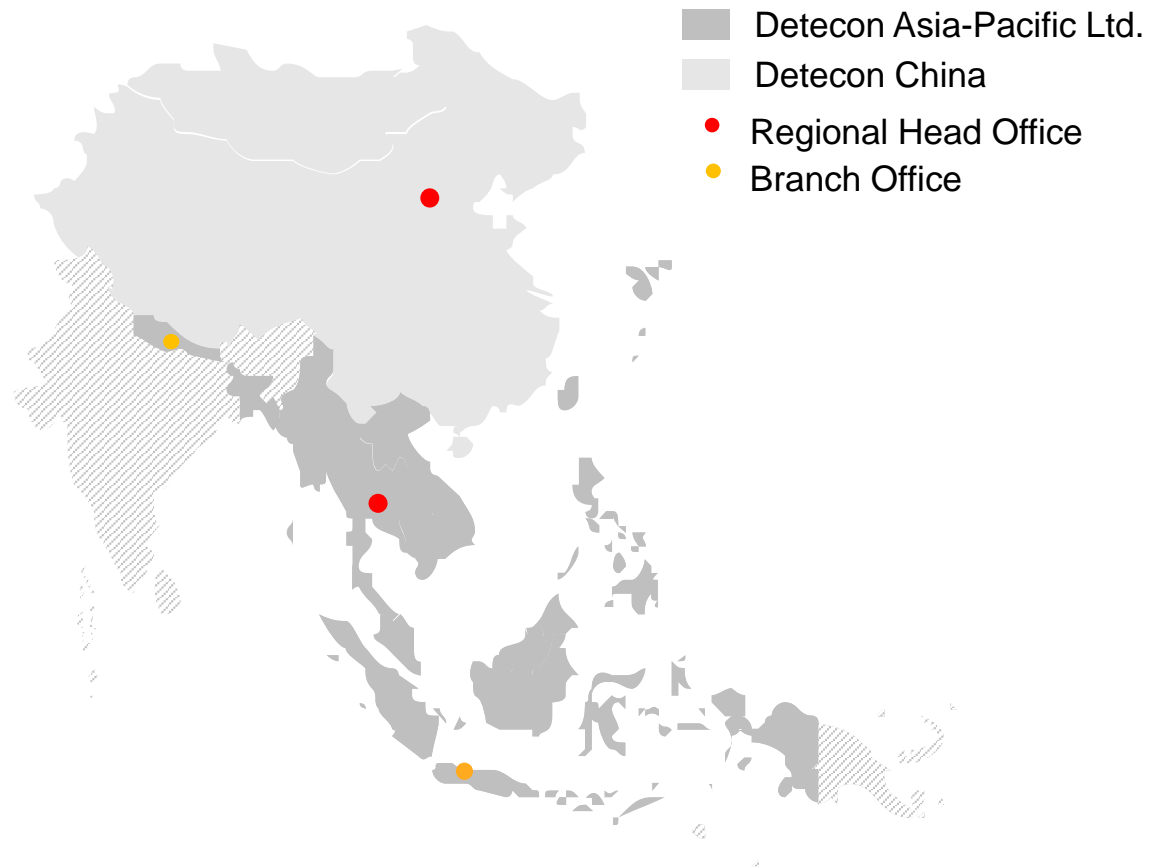 Detecon Asia-Pacific Ltd.
Detecon China
Regional Head Office
Branch Office